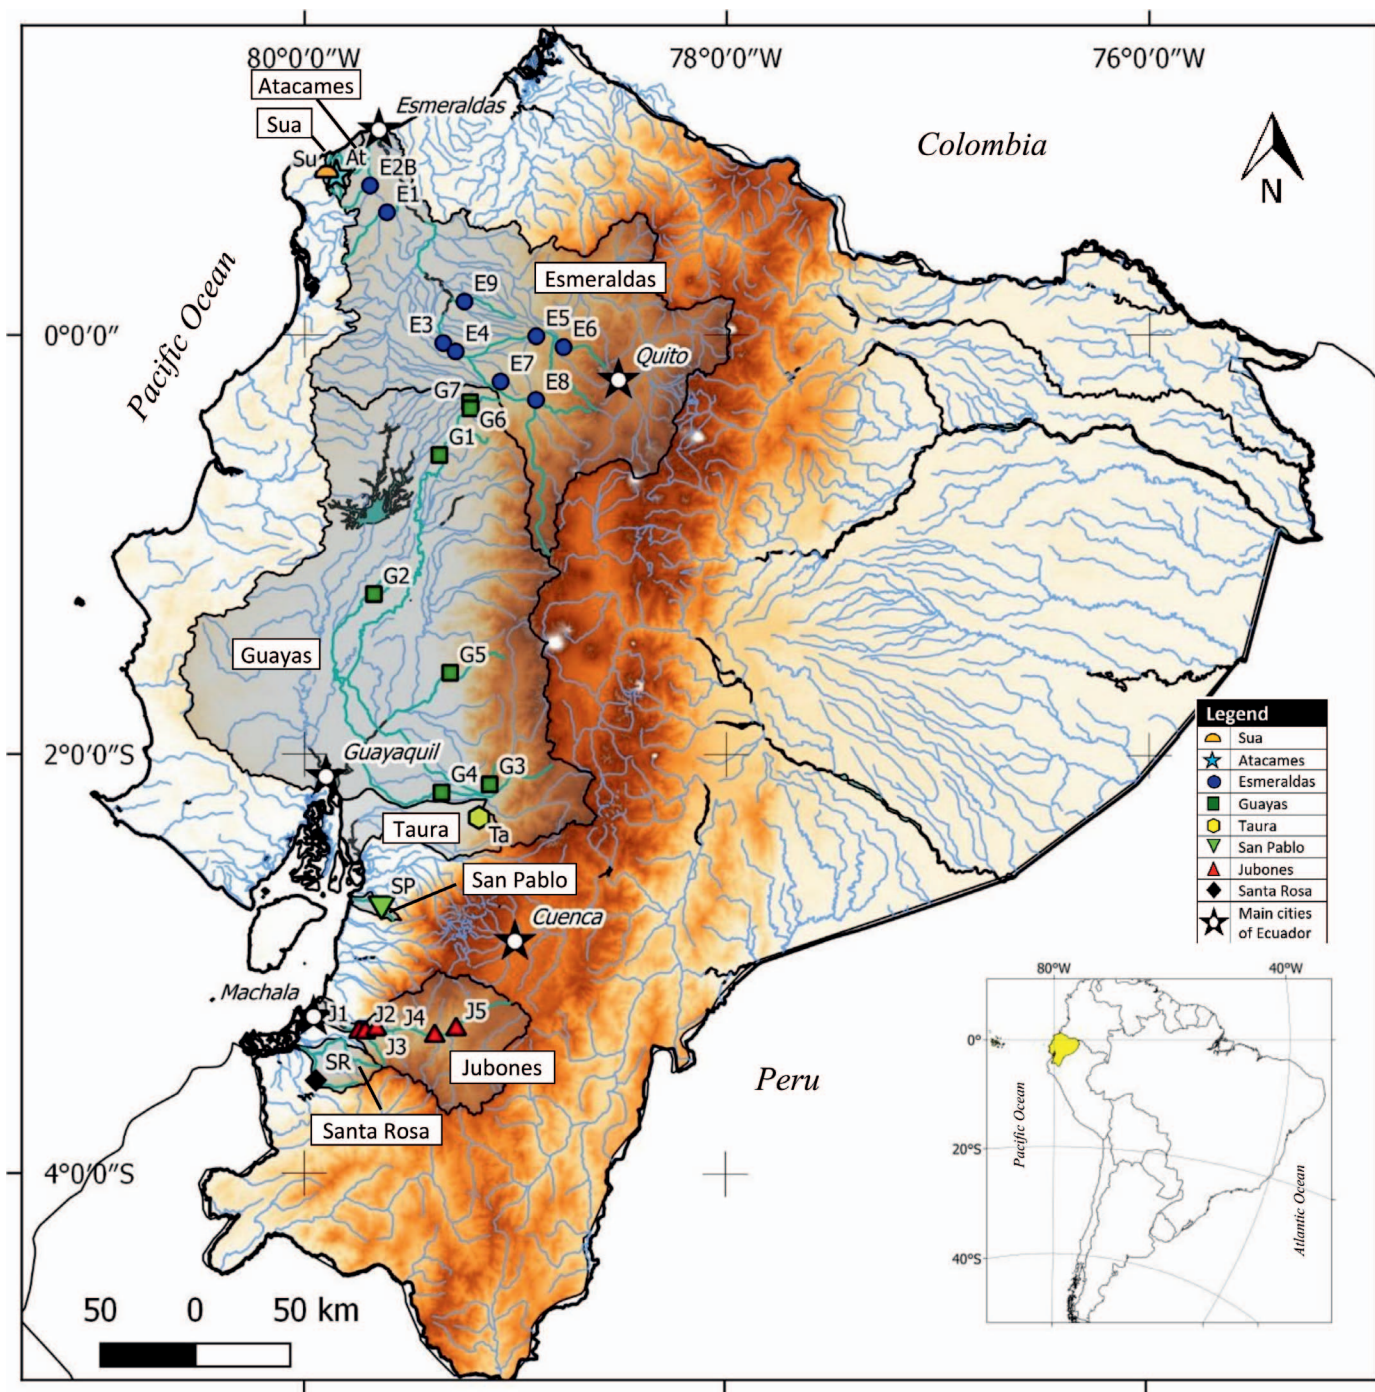 80°0′0″W
78°0′0″W
76°0′0″W
Atacames
Esmeraldas
Sua
Colombia
N
Su
At
E2B
E1
Pacific Ocean
Esmeraldas
E9
0°0′0″
E3
E4
E5
E6
Quito
E7
E8
G7
G6
G1
G2
Guayas
G5
2°0′0″S
Guayaquil
G4
G3
Taura
Ta
SP
San Pablo
Cuenca
Machala
J1
J2
J4
J5
J3
SR
Jubones
Peru
Santa Rosa
4°0′0″S
50 0 50 km
Legend
Sua
Atacames
Esmeraldas
Guayas
Taura
San Pablo
Jubones
Santa Rosa
Main cities
of Ecuador
80°W
40°W
0°
Pacific Ocean
20°S
Atlantic Ocean
40°S